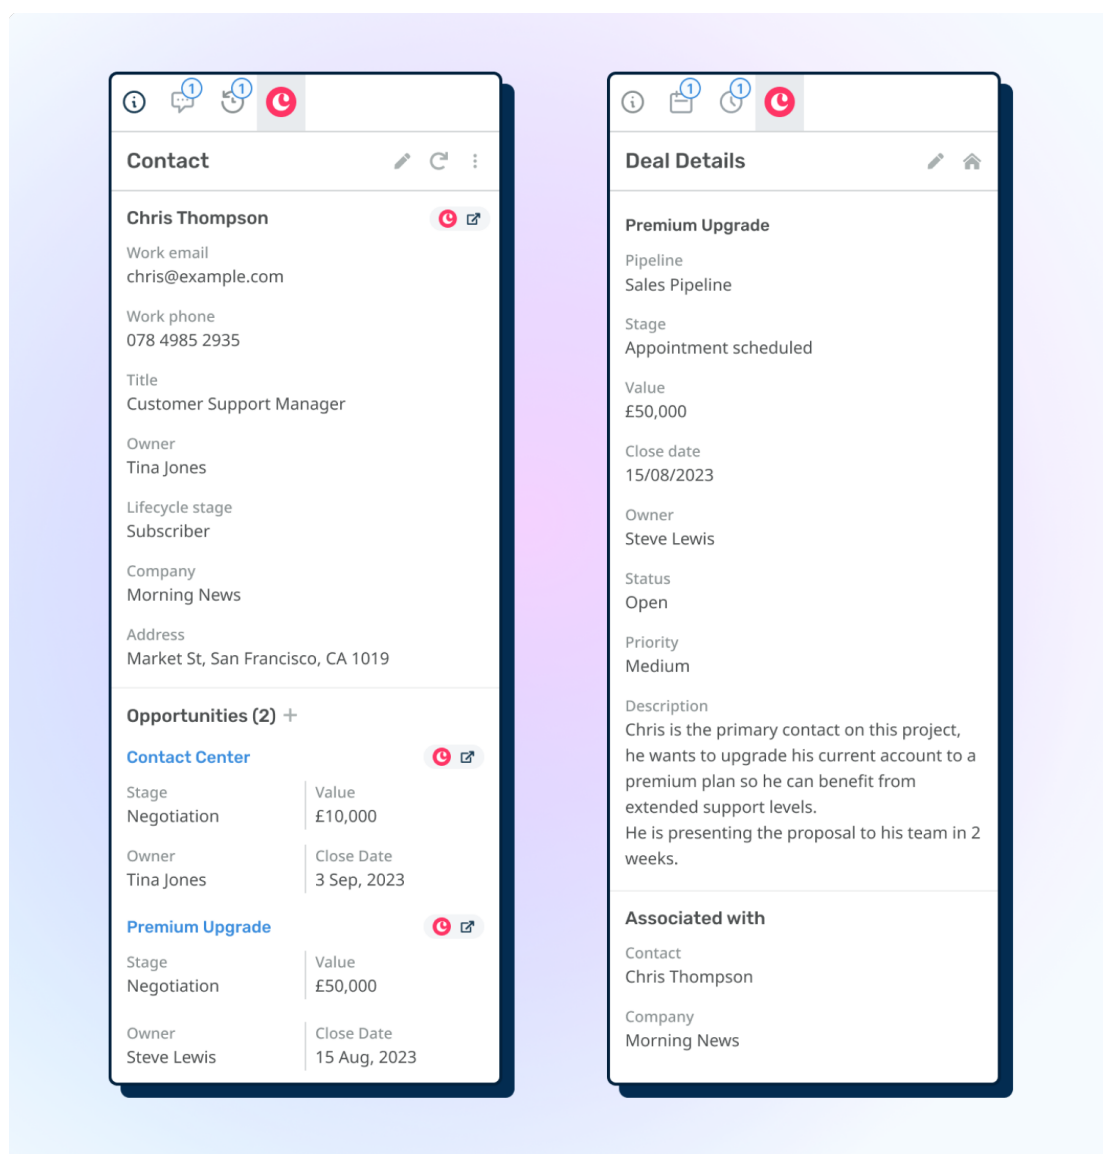 1
1
Contact
Chris Thompson
Work email
chris@example.com
Work phone
078 4985 2935
Title
Customer Support Manager
Owner
Tina Jones
Lifecycle stage
Subscriber
Company
Morning News
Address
Market St, San Francisco, CA 1019
Opportunities (2) +
Contact Center
Stage
Value
Negotiation
£10,000
Owner
Close Date
Tina Jones
3 Sep, 2023
Premium Upgrade
Stage
Value
Negotiation
£50,000
Owner
Close Date
Steve Lewis
15 Aug, 2023
1
1
Deal Details
Premium Upgrade
Pipeline
Sales Pipeline
Stage
Appointment scheduled
Value
£50,000
Close date
15/08/2023
Owner
Steve Lewis
Status
Open
Priority
Medium
Description
Chris is the primary contact on this project,
he wants to upgrade his current account to a
premium plan so he can benefit from
extended support levels.
He is presenting the proposal to his team in 2
weeks.
Associated with
Contact
Chris Thompson
Company
Morning News